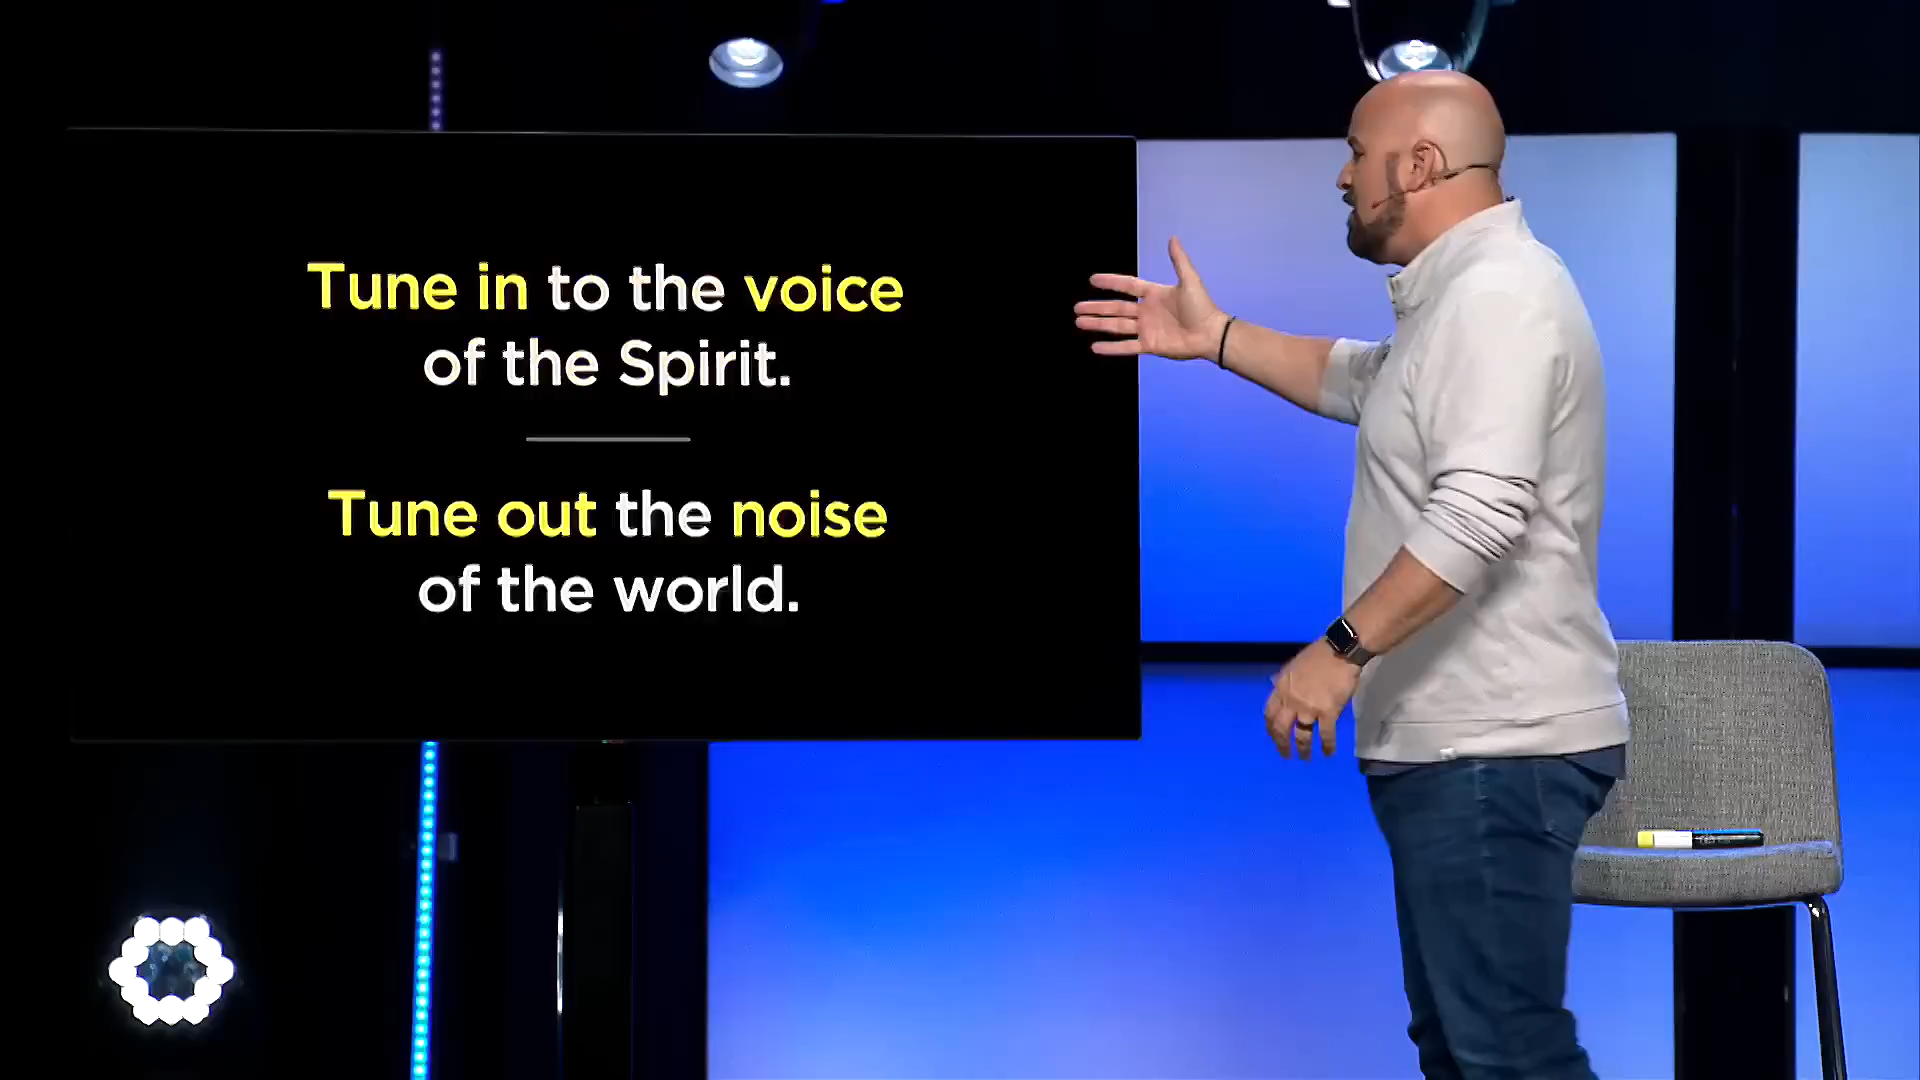 Tune in to the voice
of the Spirit.
Tune out the noise
of the world.